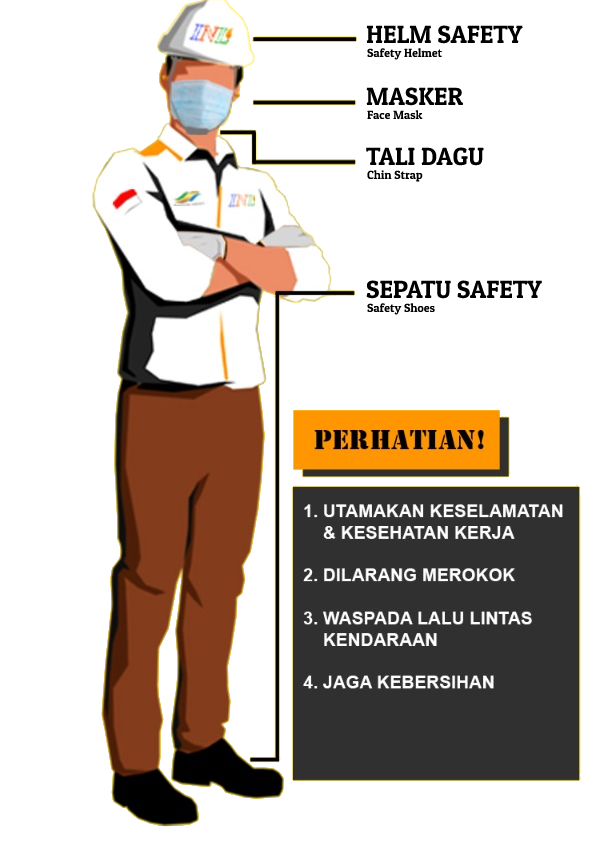 HELM SAFETY
Safety Helmet
MASKER
Face Mask
TALI DAGU
Chin Strap
SEPATU SAFETY
Safety Shoes
PERHATIAN!
1. UTAMAKAN KESELAMATAN
& KESEHATAN KERJA
2. DILARANG MEROKOK
3. WASPADA LALU LINTAS
KENDARAAN
4. JAGA KEBERSIHAN